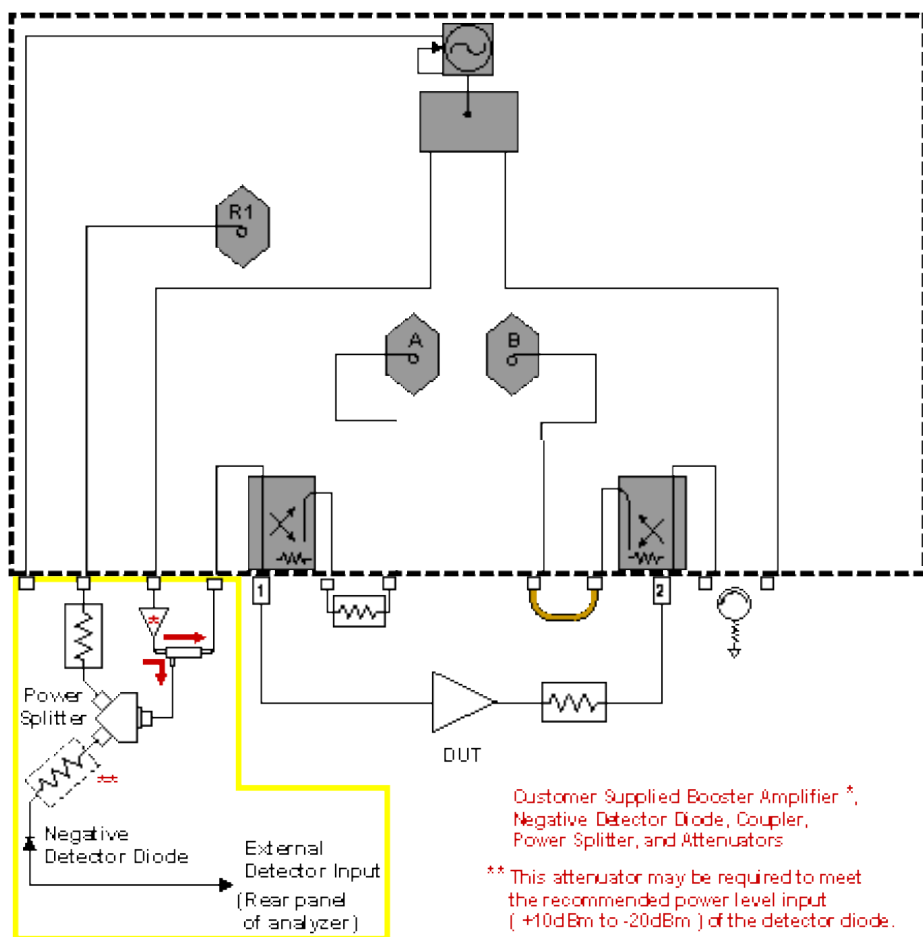 R1
A
B
1
2
*
Power
Splitter
**
DUT
Negative
Detector Diode
External
Detector Input
(Rear panel
of analyzer)
Customer Supplied Booster Amplifier *,
Negative Detector Diode, Coupler,
Power Splitter, and Attenuators
** This attenuator may be required to meet
the recommended power level input
( +10dBm to -20dBm ) of the detector diode.